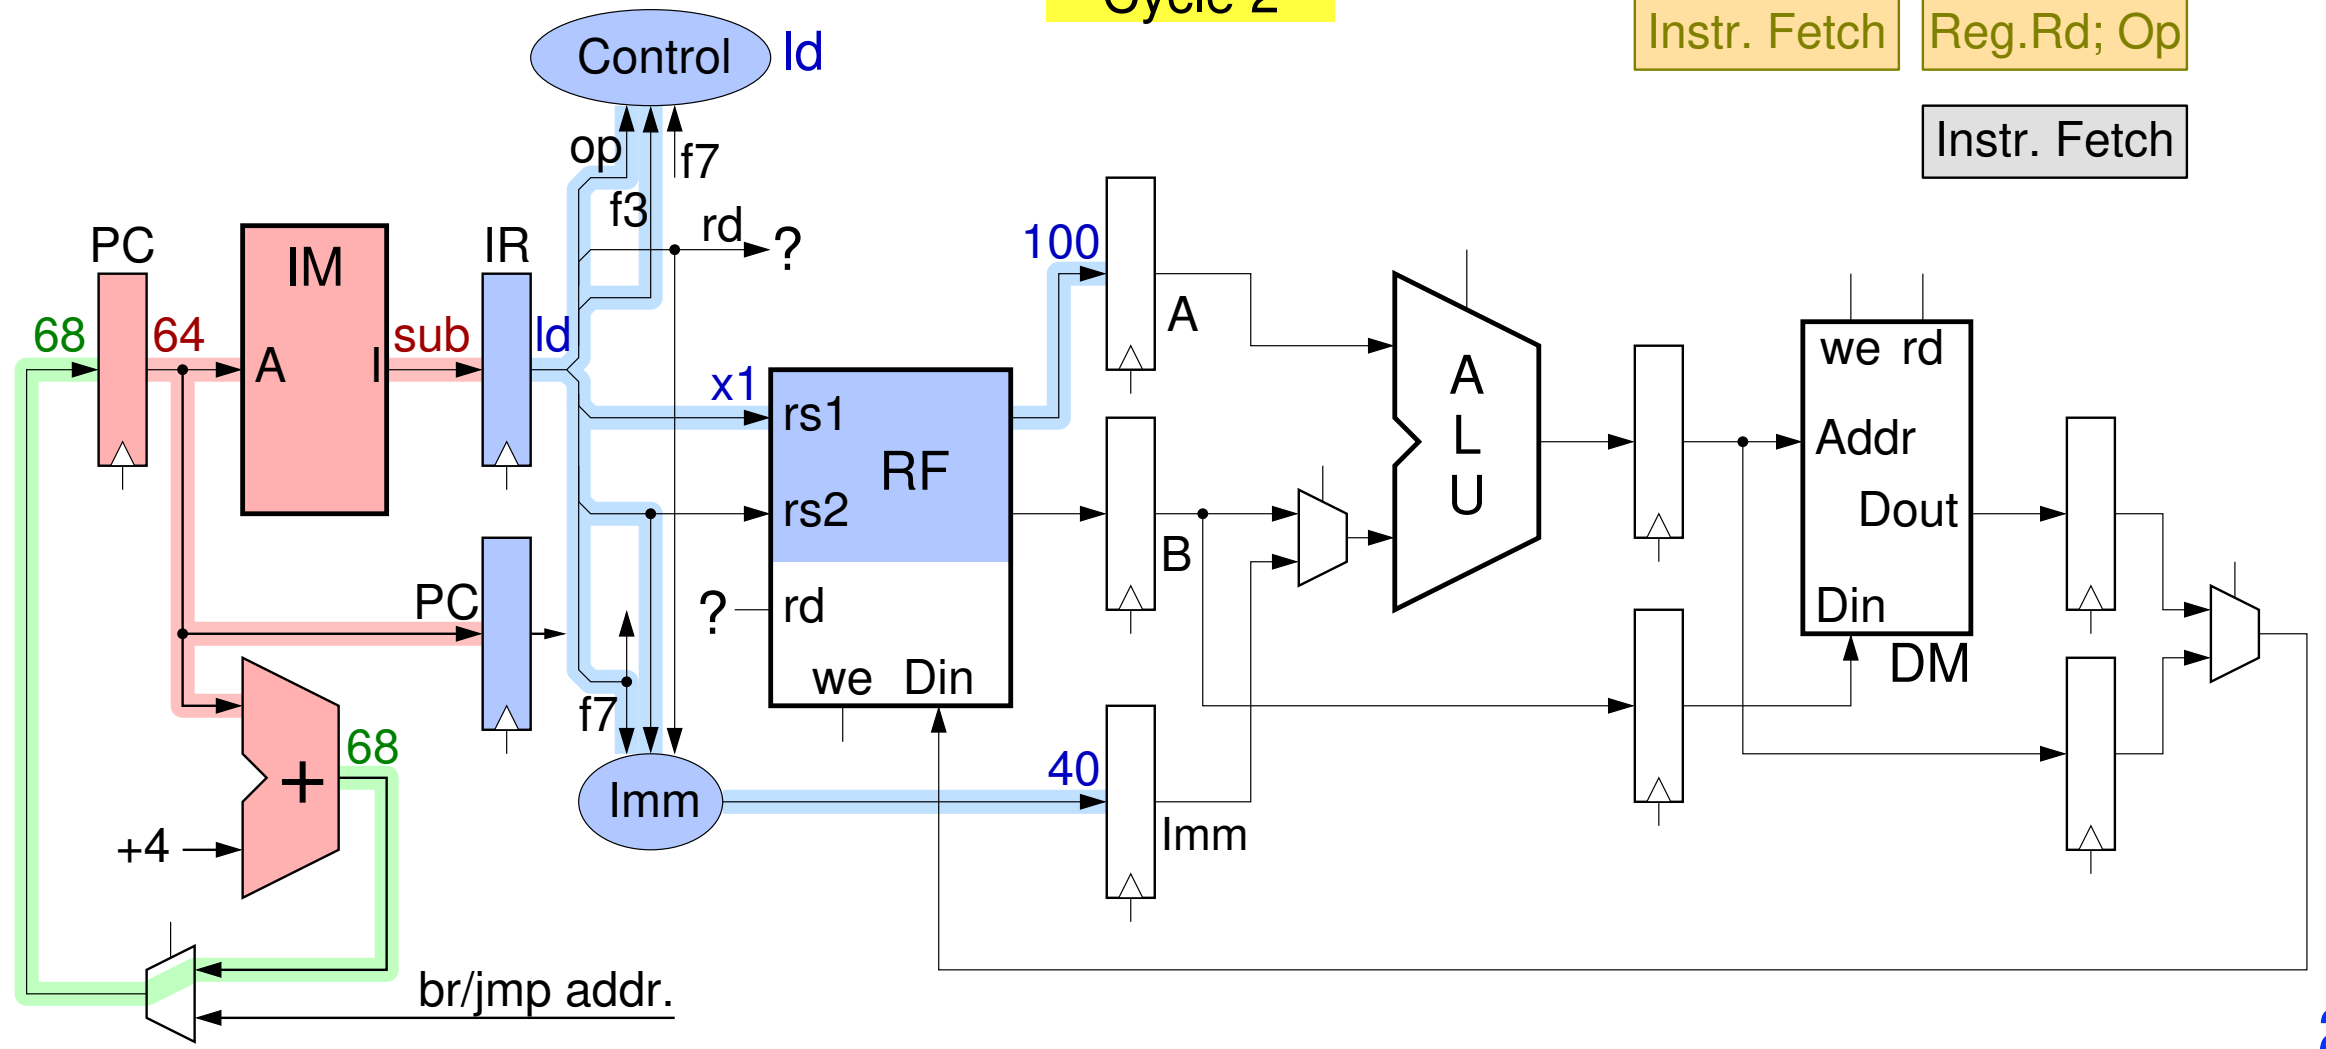 Cycle 2
Instr. Fetch
Reg.Rd; Op
Control
ld
Instr. Fetch
op
f7
f3
rd
?
PC
IM
IR
100
A
68
64
A
I
sub
ld
x1
rs1
RF
rs2
A
L
U
we rd
Addr
Dout
Din
DM
B
PC
?
rd
we Din
f7
68
+
+4
Imm
40
Imm
br/jmp addr.